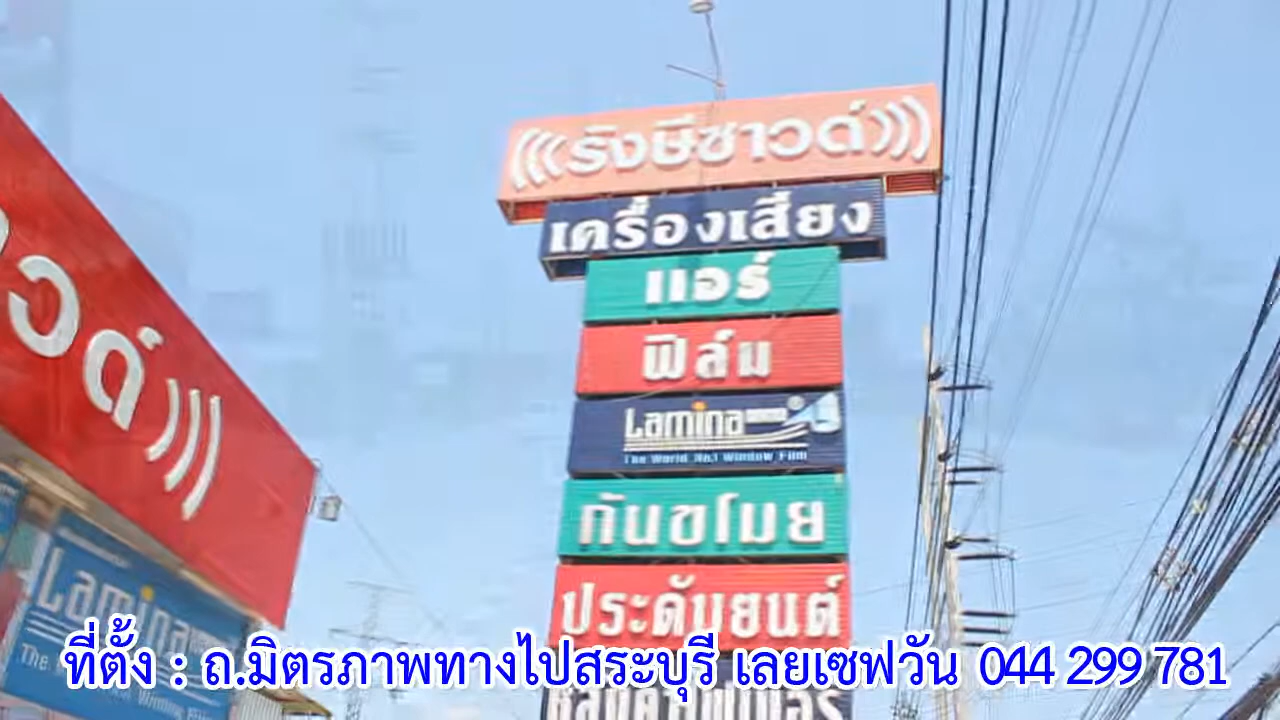 รังษีซาวด์
เครื่องเสียง
แอร์
ฟิล์ม
Lamina
The World No.1 Window Film
กันขโมย
ประดับยนต์
วด์
Lamina
The
ที่ตั้ง : ถ.มิตรภาพทางไปสระบุรี เลยเซฟวัน 044 299 781